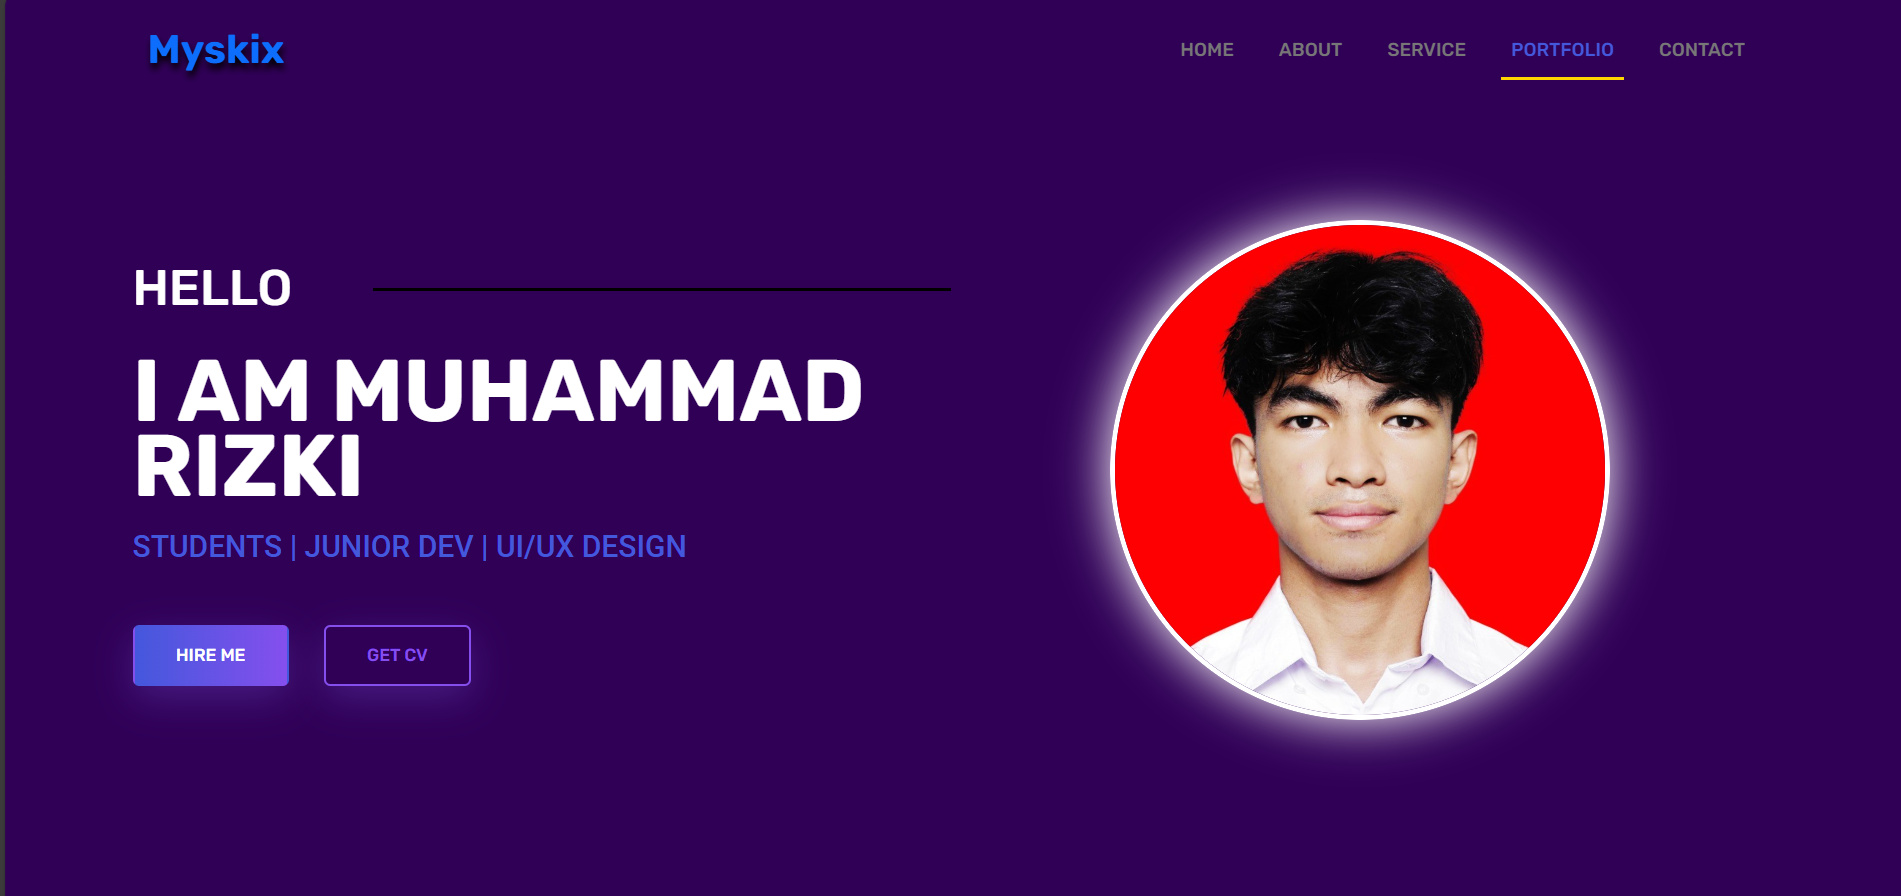 Myskix
HOME ABOUT SERVICE PORTFOLIO CONTACT
HELLO
I AM MUHAMMAD
RIZKI
STUDENTS | JUNIOR DEV | UI/UX DESIGN
HIRE ME GET CV